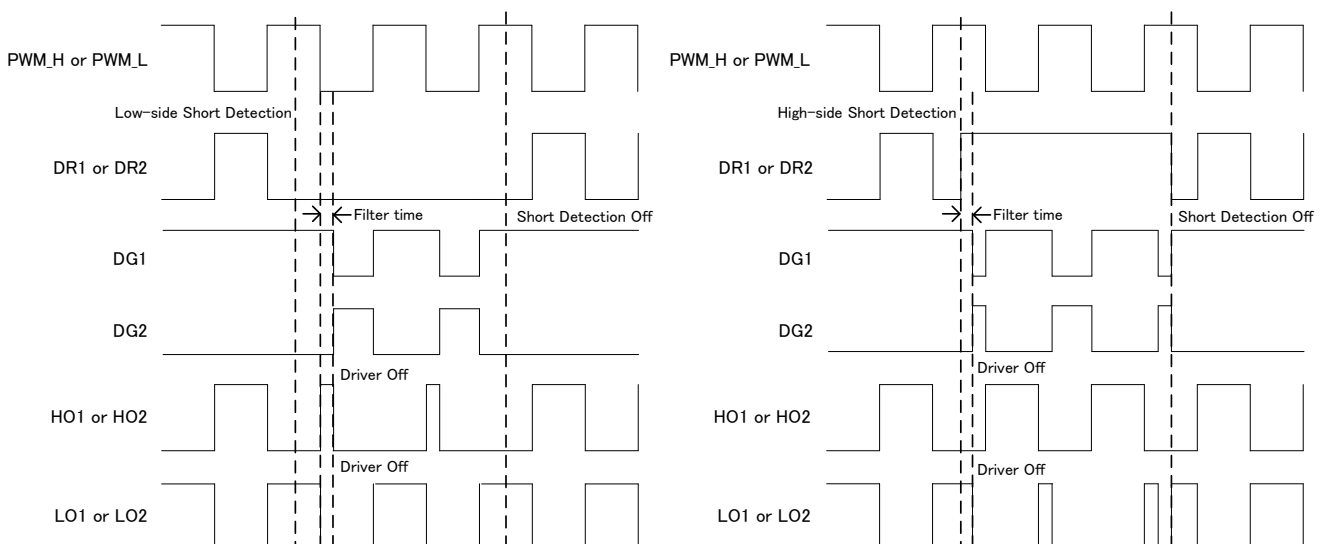 PWM_H or PWM_L
Low-side Short Detection
DR1 or DR2
Filter time
Short Detection Off
DG1
DG2
Driver Off
HO1 or HO2
Driver Off
LO1 or LO2
PWM_H or PWM_L
High-side Short Detection
DR1 or DR2
Filter time
Short Detection Off
DG1
DG2
Driver Off
HO1 or HO2
Driver Off
LO1 or LO2